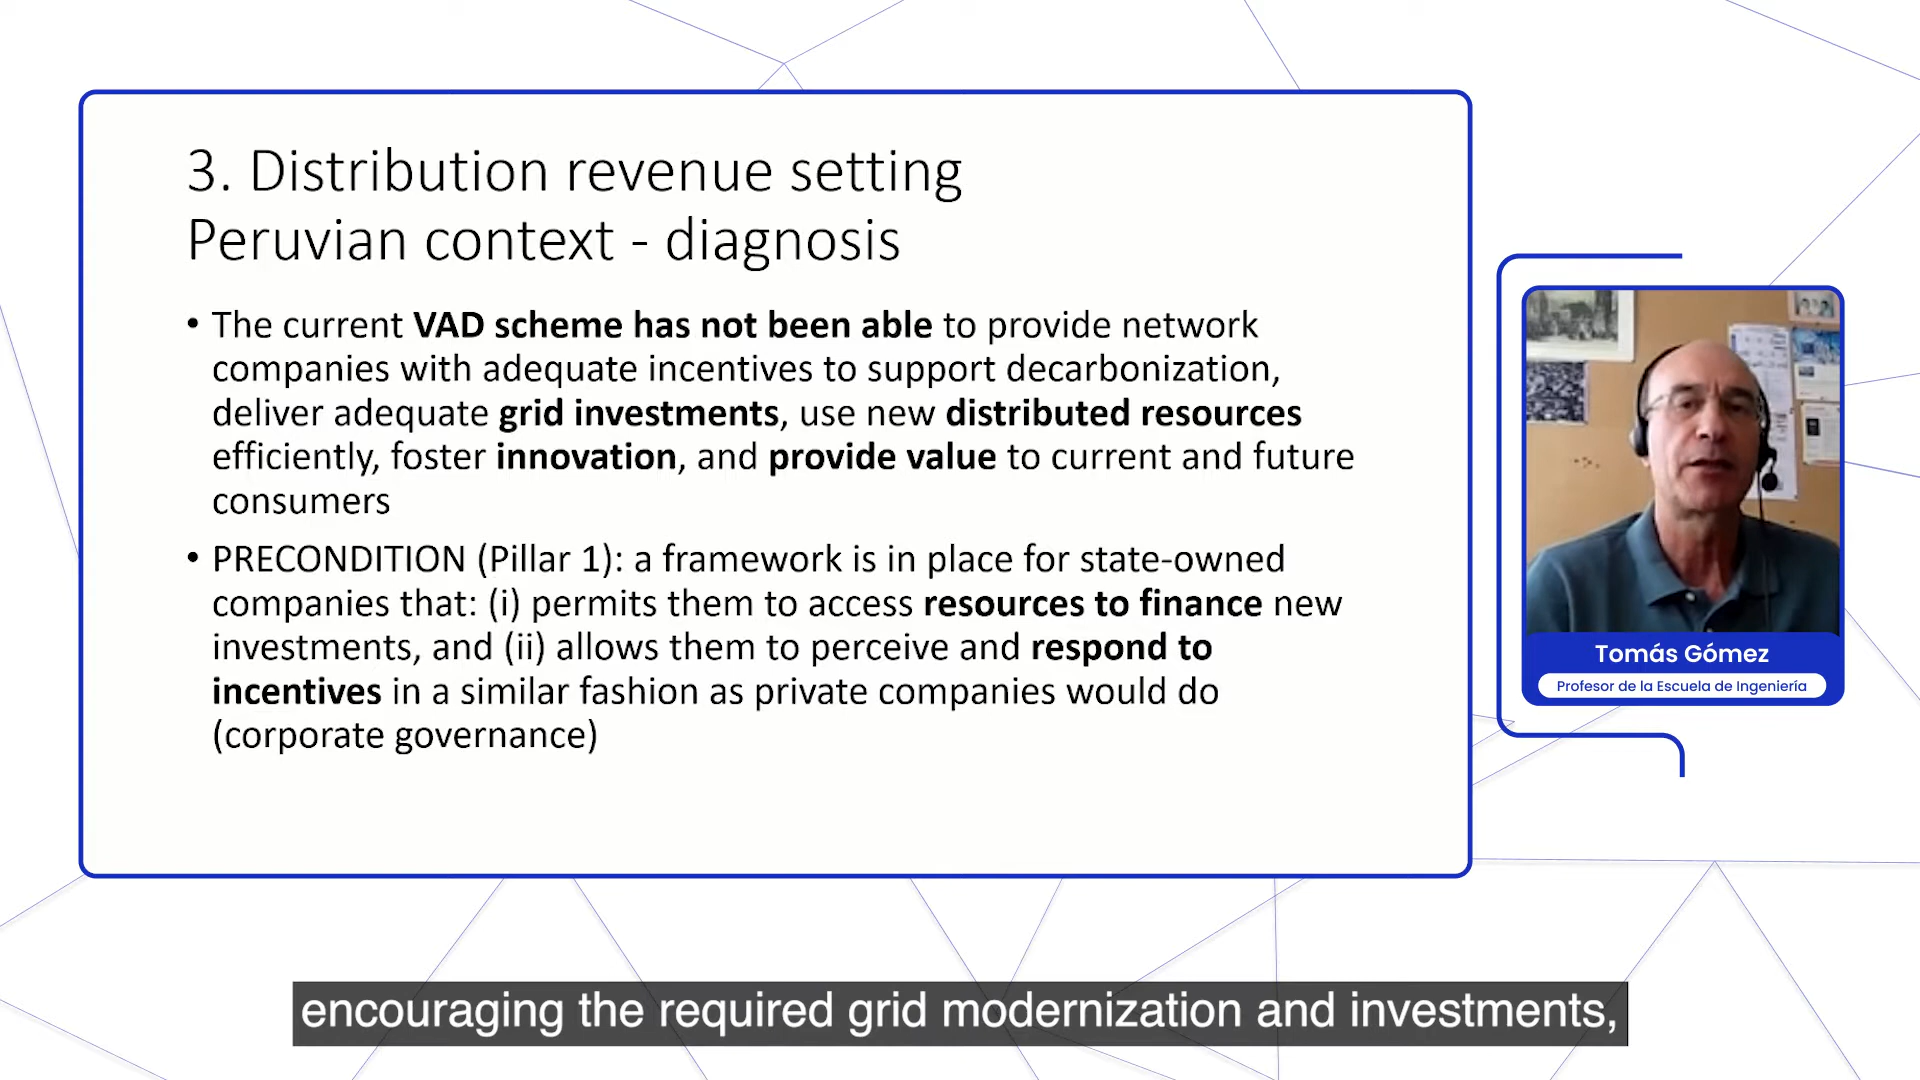 3. Distribution revenue setting
Peruvian context - diagnosis
• The current VAD scheme has not been able to provide network
companies with adequate incentives to support decarbonization,
deliver adequate grid investments, use new distributed resources
efficiently, foster innovation, and provide value to current and future
consumers
• PRECONDITION (Pillar 1): a framework is in place for state-owned
companies that: (i) permits them to access resources to finance new
investments, and (ii) allows them to perceive and respond to
incentives in a similar fashion as private companies would do
(corporate governance)
Tomás Gómez
Profesor de la Escuela de Ingeniería
encouraging the required grid modernization and investments,